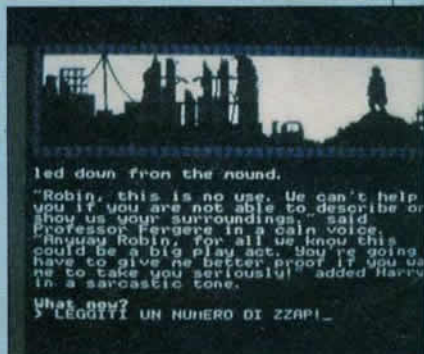 led down from the mound.
"Robin, this is no use. We can't help
you if you are not able to describe or
show us your surroundings," said
Professor Fergere in a calm voice.
"Anyway Robin, for all we know this
could be a big play act. You're going
have to give me better proof if you wa
me to take you seriously!" added Harry
in a sarcastic tone.
What now?
> LEGGITI UN NUMERO DI ZZAP!_